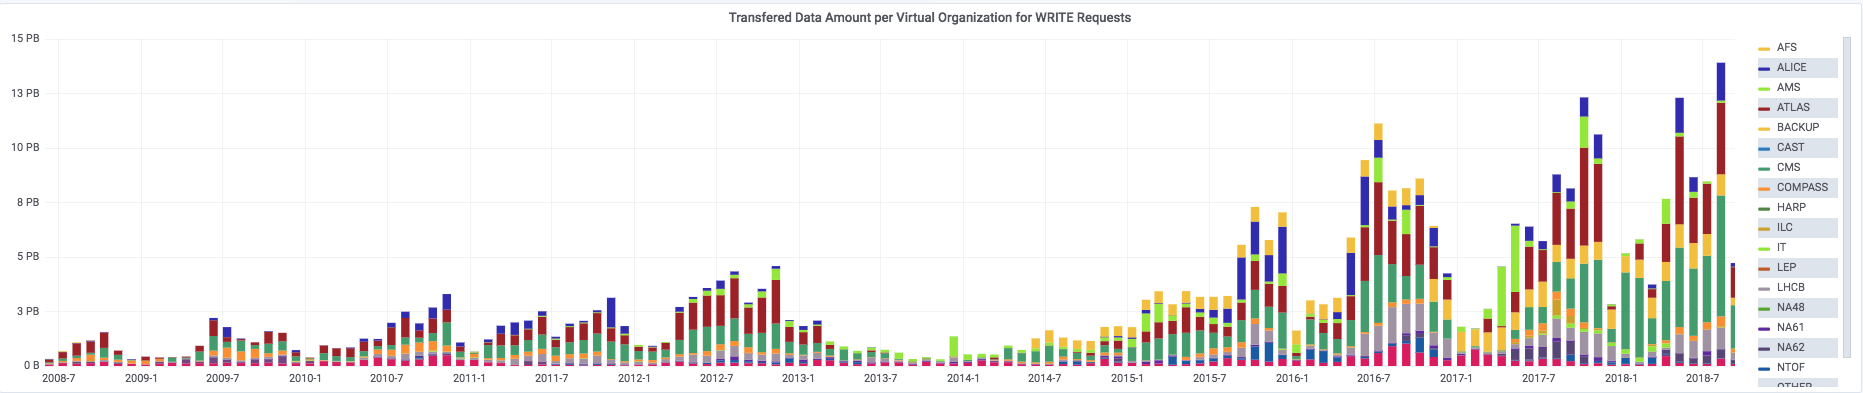 Transfered Data Amount per Virtual Organization for WRITE Requests
15 PB
13 PB
10 PB
8 PB
5 PB
3 PB
0 B
2008-7 2009-1 2009-7 2010-1 2010-7 2011-1 2011-7 2012-1 2012-7 2013-1 2013-7 2014-1 2014-7 2015-1 2015-7 2016-1 2016-7 2017-1 2017-7 2018-1 2018-7
AFS
ALICE
AMS
ATLAS
BACKUP
CAST
CMS
COMPASS
HARP
ILC
IT
LEP
LHCB
NA48
NA61
NA62
NTOF